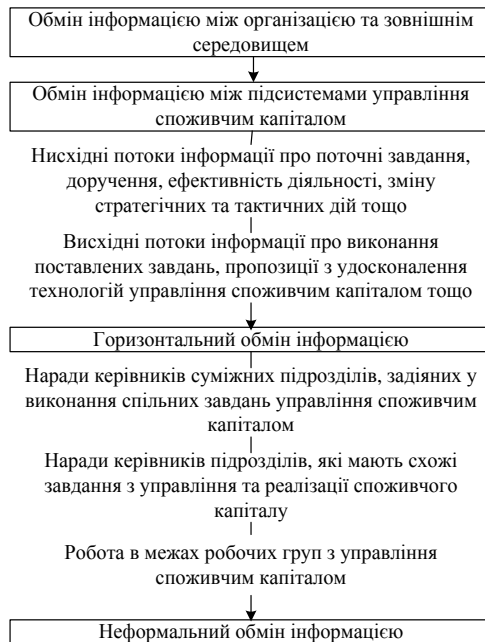 Обмін інформацією між організацією та зовнішнім
середовищем
Обмін інформацією між підсистемами управління
споживчим капіталом
Нисхідні потоки інформації про поточні завдання,
доручення, ефективність діяльності, зміну
стратегічних та тактичних дій тощо
Висхідні потоки інформації про виконання
поставлених завдань, пропозиції з удосконалення
технологій управління споживчим капіталом тощо
Горизонтальний обмін інформацією
Наради керівників суміжних підрозділів, задіяних у
виконання спільних завдань управління споживчим
капіталом
Наради керівників підрозділів, які мають схожі
завдання з управління та реалізації споживчого
капіталу
Робота в межах робочих груп з управління
споживчим капіталом
Неформальний обмін інформацією